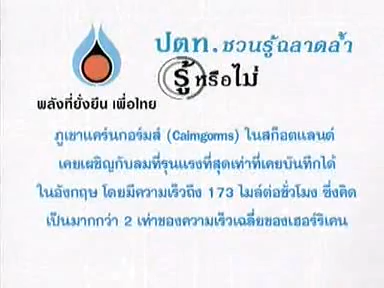 ปตท. ชวนรู้ฉลาดล้ำ
รู้ หรือไม่
พลังที่ยั่งยืน เพื่อไทย
ภูเขาแคร์นกอร์มส์ (Cairngorms) ในสก็อตแลนด์
เคยเผชิญกับลมที่รุนแรงที่สุดเท่าที่เคยบันทึกได้
ในอังกฤษ โดยมีความเร็วถึง 173 ไมล์ต่อชั่วโมง ซึ่งคิด
เป็นมากกว่า 2 เท่าของความเร็วเฉลี่ยของเฮอร์ริเคน